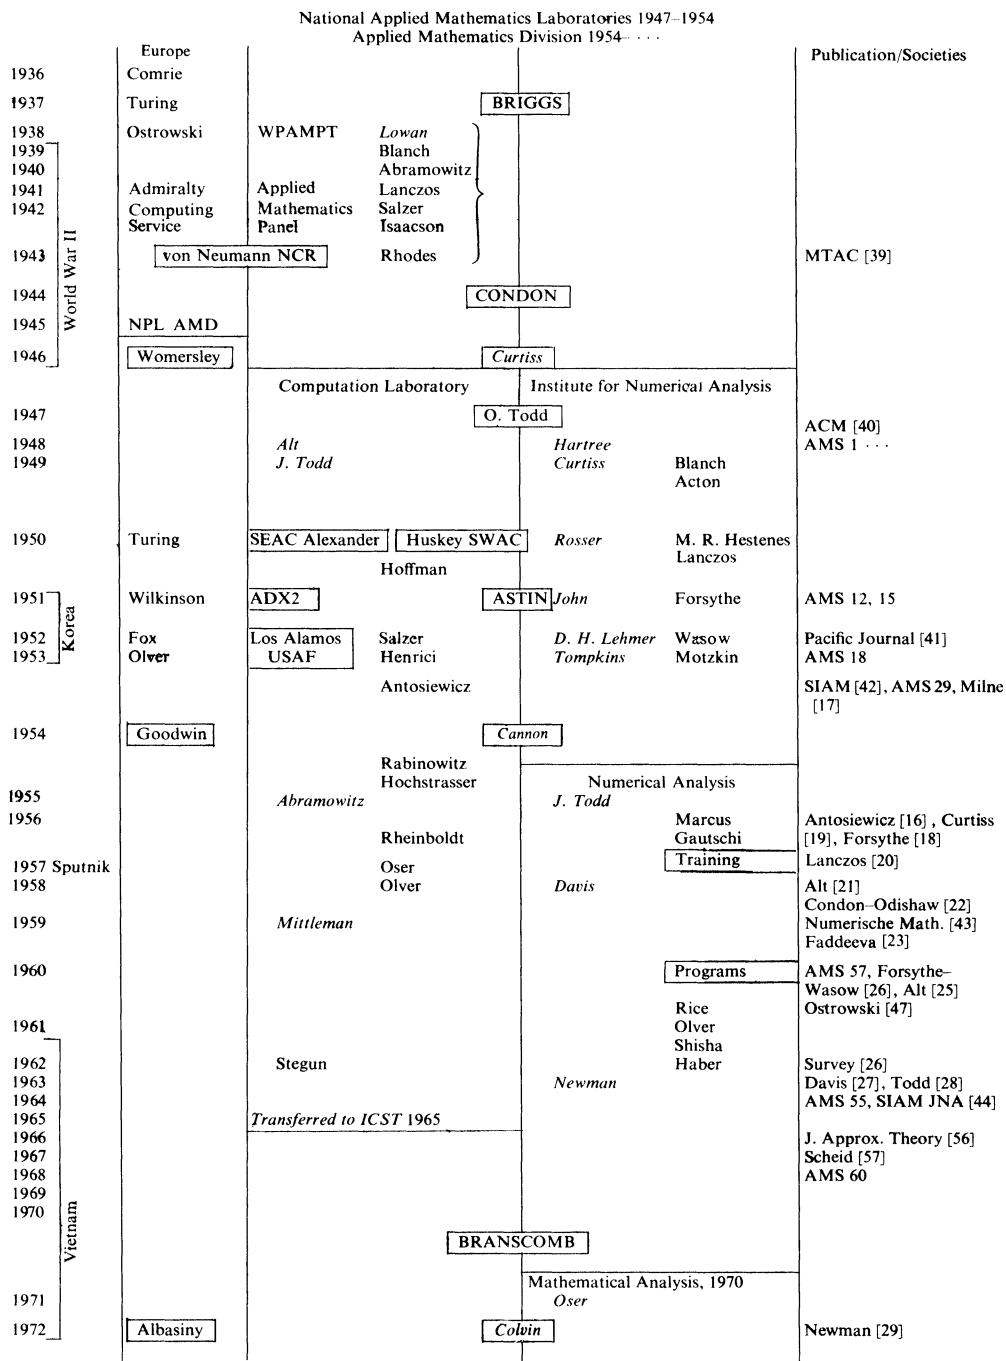 National Applied Mathematics Laboratories 1947–1954
Applied Mathematics Division 1954– · · ·
Europe Publication/Societies
1936 Comrie
1937 Turing BRIGGS
1938 Ostrowski WPAMPT Lowan
1939 Blanch
1940 Abramowitz
1941 Admiralty Applied Lanczos
1942 Computing Mathematics Salzer
Service Panel Isaacson
World War II
1943 von Neumann NCR Rhodes MTAC [39]
1944 CONDON
1945 NPL AMD
1946 Womersley Curtiss
Computation Laboratory Institute for Numerical Analysis
1947 O. Todd
ACM [40]
1948 Alt Hartree AMS 1 · · ·
1949 J. Todd Curtiss Blanch
Acton
1950 Turing SEAC Alexander Huskey SWAC Rosser M. R. Hestenes
Lanczos
Hoffman
1951 Wilkinson ADX2 ASTIN John Forsythe AMS 12, 15
Korea
1952 Fox Los Alamos Salzer D. H. Lehmer Wasow Pacific Journal [41]
1953 Olver USAF Henrici Tompkins Motzkin AMS 18
Antosiewicz SIAM [42], AMS 29, Milne
[17]
1954 Goodwin Cannon
Rabinowitz
Hochstrasser Numerical Analysis
1955 Abramowitz J. Todd
1956 Marcus Antosiewicz [16] , Curtiss
Rheinboldt Gautschi [19], Forsythe [18]
1957 Sputnik Oser Training Lanczos [20]
1958 Olver Davis Alt [21]
Condon–Odishaw [22]
1959 Mittleman Numerische Math. [43]
Faddeeva [23]
1960 Programs AMS 57, Forsythe–
Wasow [26], Alt [25]
Rice Ostrowski [47]
1961 Olver
Shisha
1962 Stegun Haber Survey [26]
1963 Newman Davis [27], Todd [28]
1964 AMS 55, SIAM JNA [44]
1965 Transferred to ICST 1965
1966 J. Approx. Theory [56]
1967 Scheid [57]
1968 AMS 60
1969
1970
Vietnam
BRANSCOMB
Mathematical Analysis, 1970
1971 Oser
1972 Albasiny Colvin Newman [29]